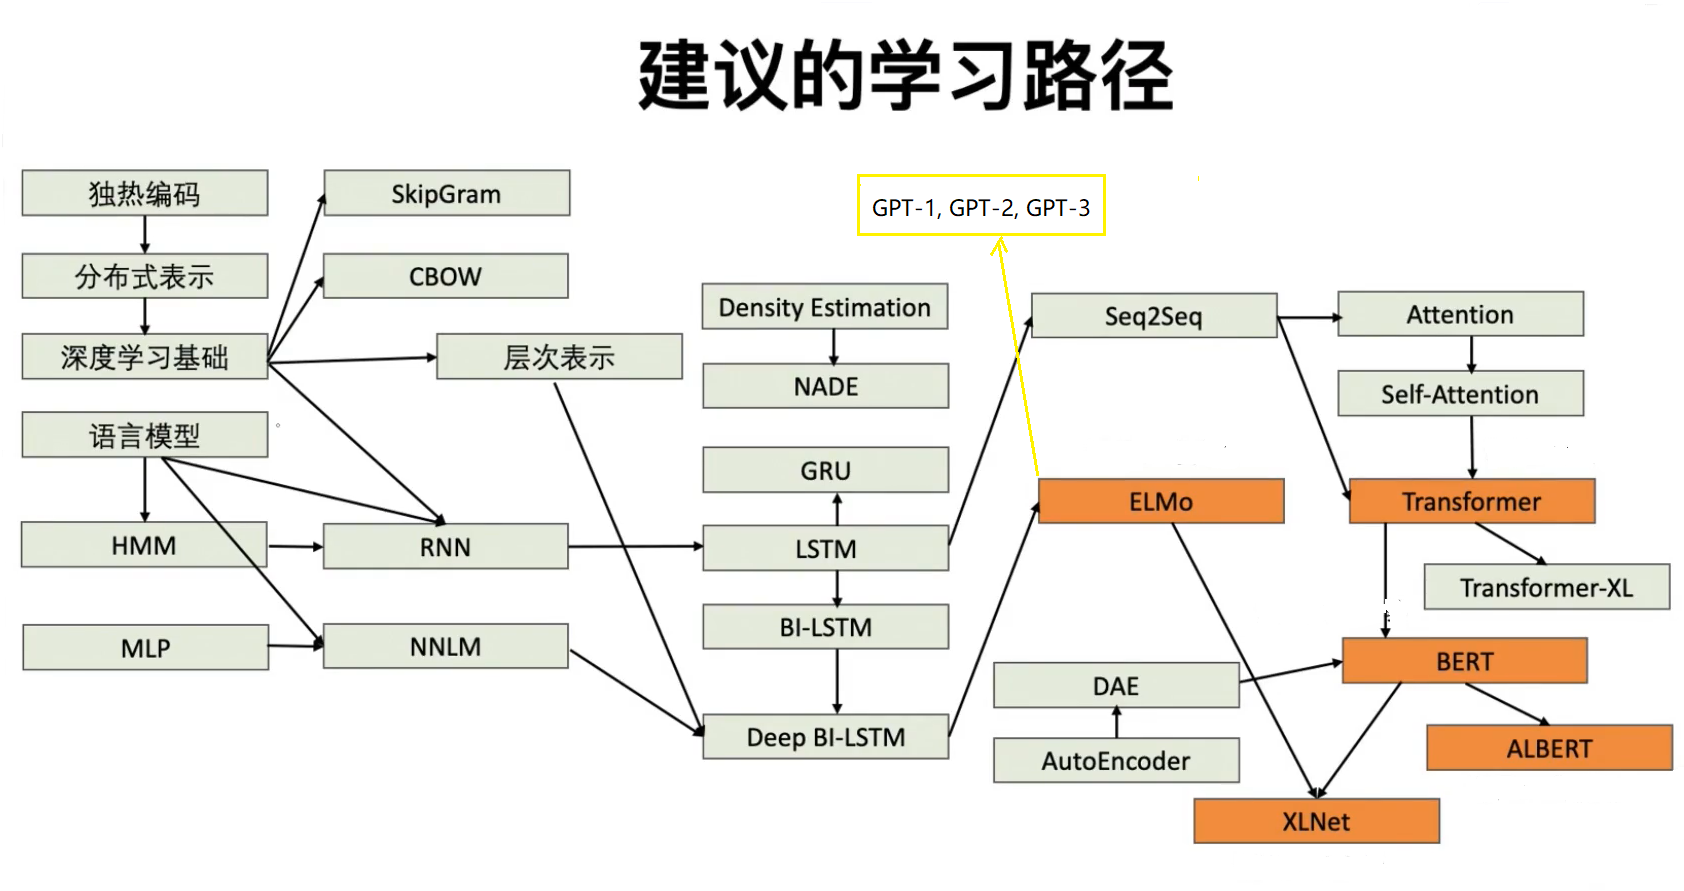 建议的学习路径
独热编码
SkipGram
GPT-1, GPT-2, GPT-3
分布式表示
CBOW
Density Estimation
Seq2Seq
Attention
深度学习基础
层次表示
NADE
Self-Attention
语言模型
GRU
ELMo
Transformer
HMM
RNN
LSTM
Transformer-XL
MLP
NNLM
BI-LSTM
DAE
BERT
Deep BI-LSTM
AutoEncoder
ALBERT
XLNet